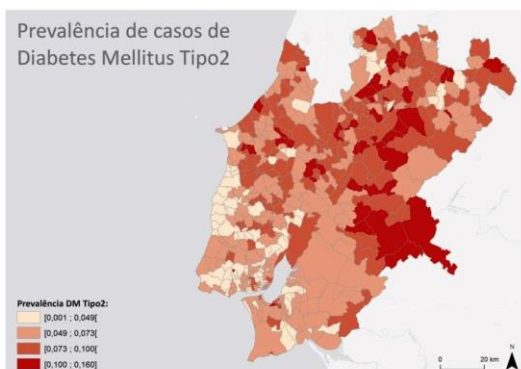 Prevalência de casos de
Diabetes Mellitus Tipo2
Prevalência DM Tipo2:
[0,001 ; 0,049[
[0,049 ; 0,073[
[0,073 ; 0,100[
[0,100 ; 0,160]
0 20 km
N